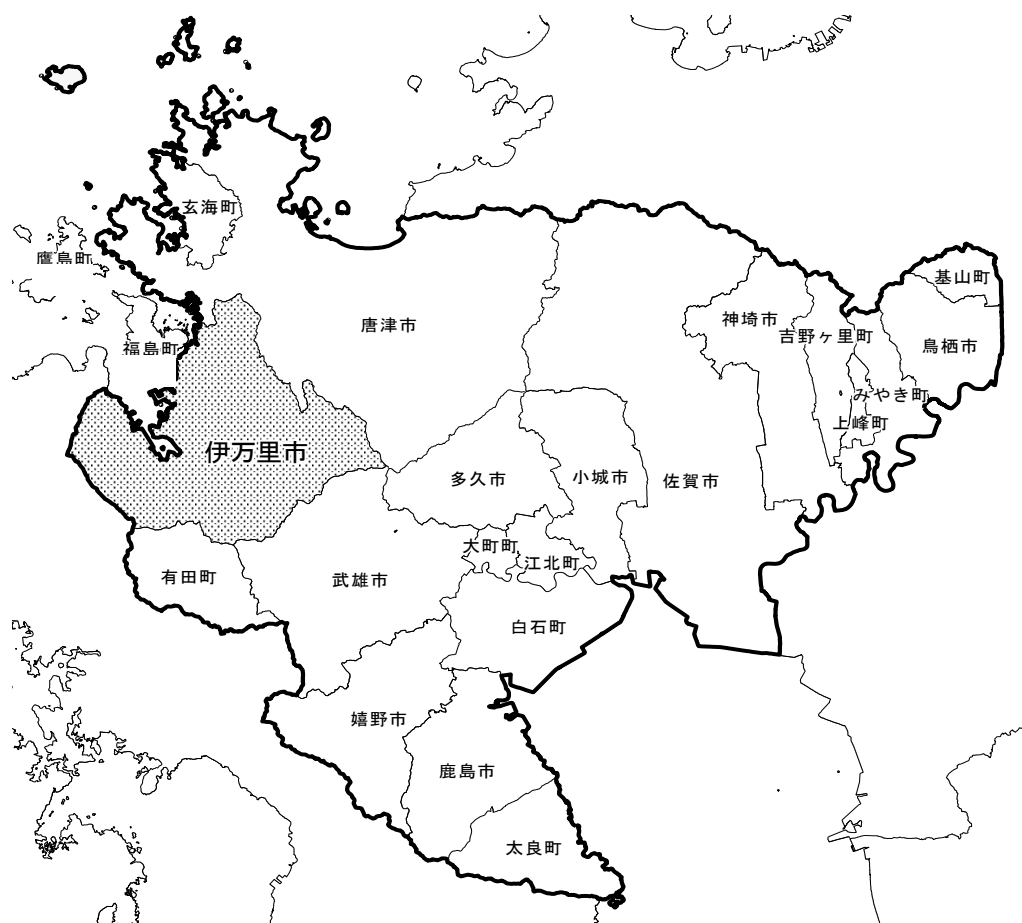 玄海町
鷹島町
基山町
神埼市
唐津市
吉野ヶ里町
福島町
鳥栖市
みやき町
上峰町
伊万里市
多久市
小城市
佐賀市
大町町
江北町
有田町
武雄市
白石町
嬉野市
鹿島市
太良町